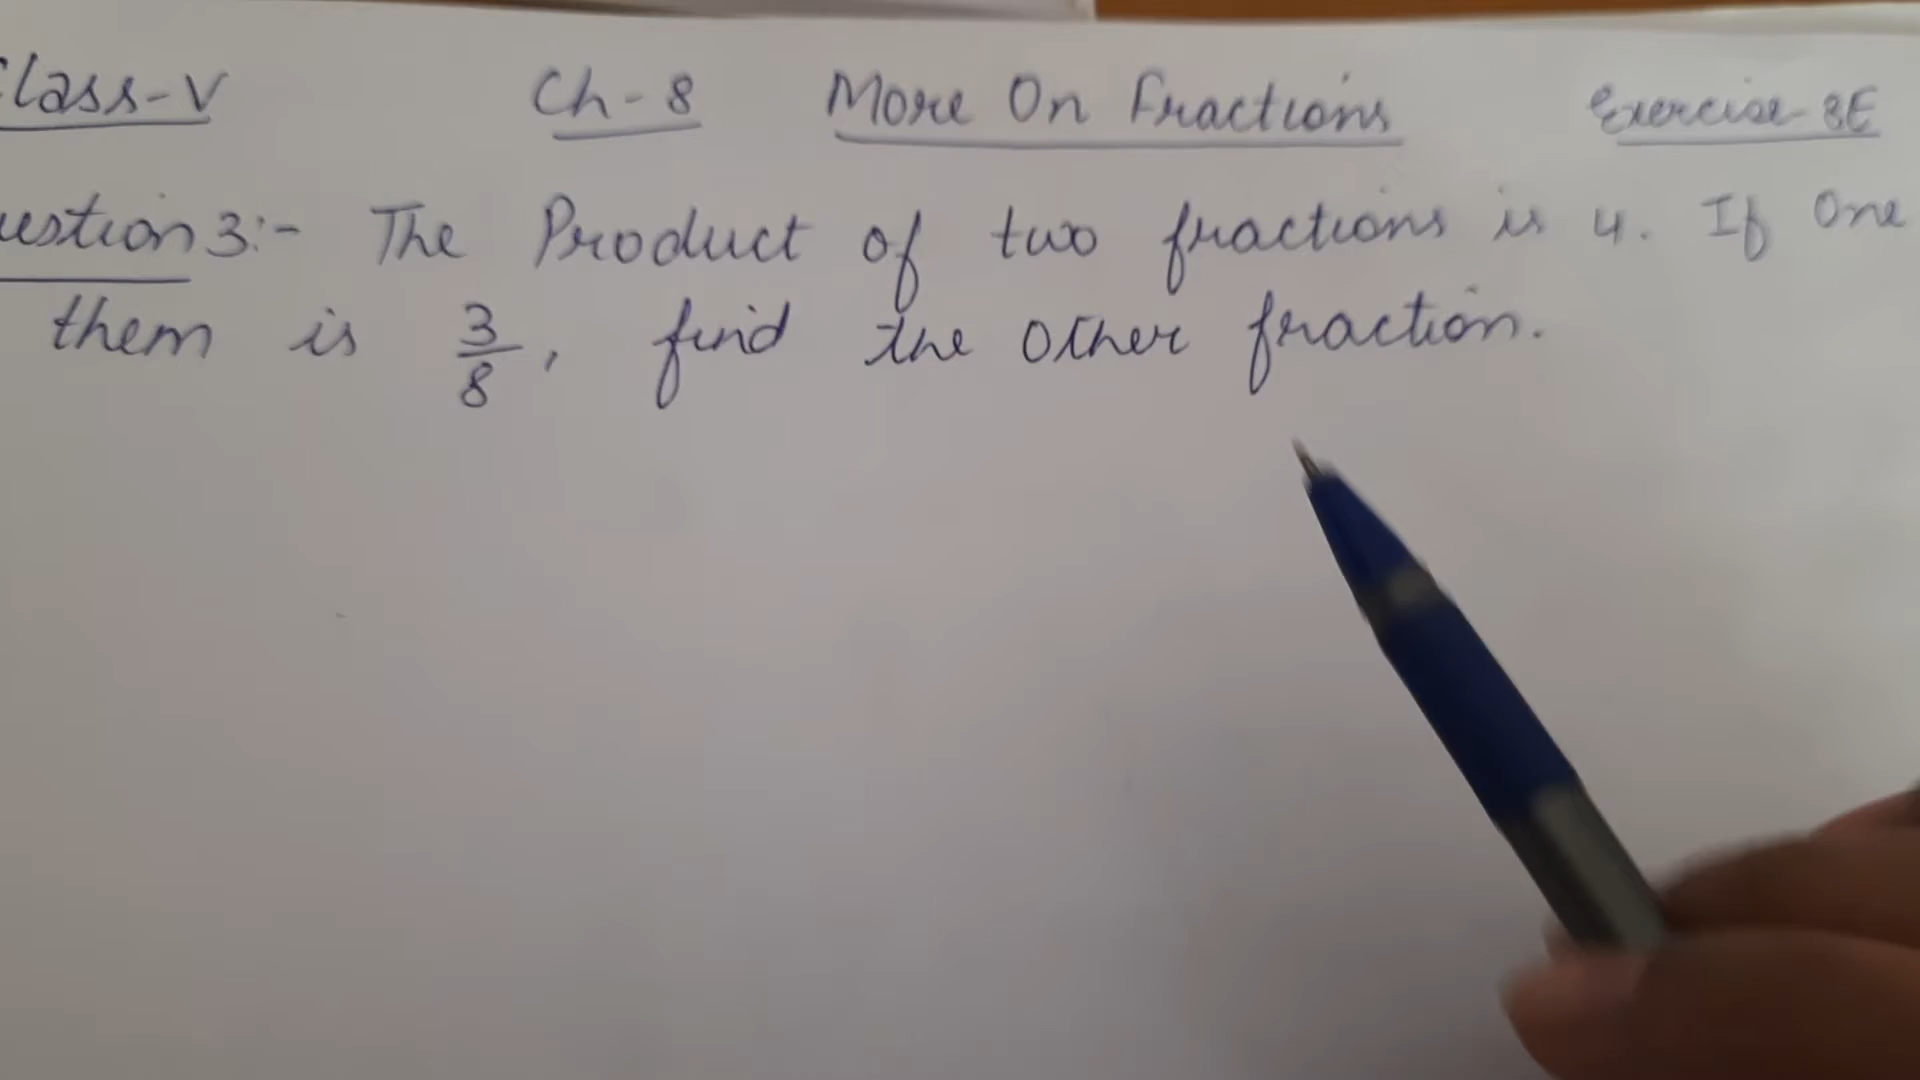 Class-V Ch-8 More On Fractions Exercise-8E
uestion 3:- The Product of two fractions is 4. If One
them is 3/8, find the Other fraction.